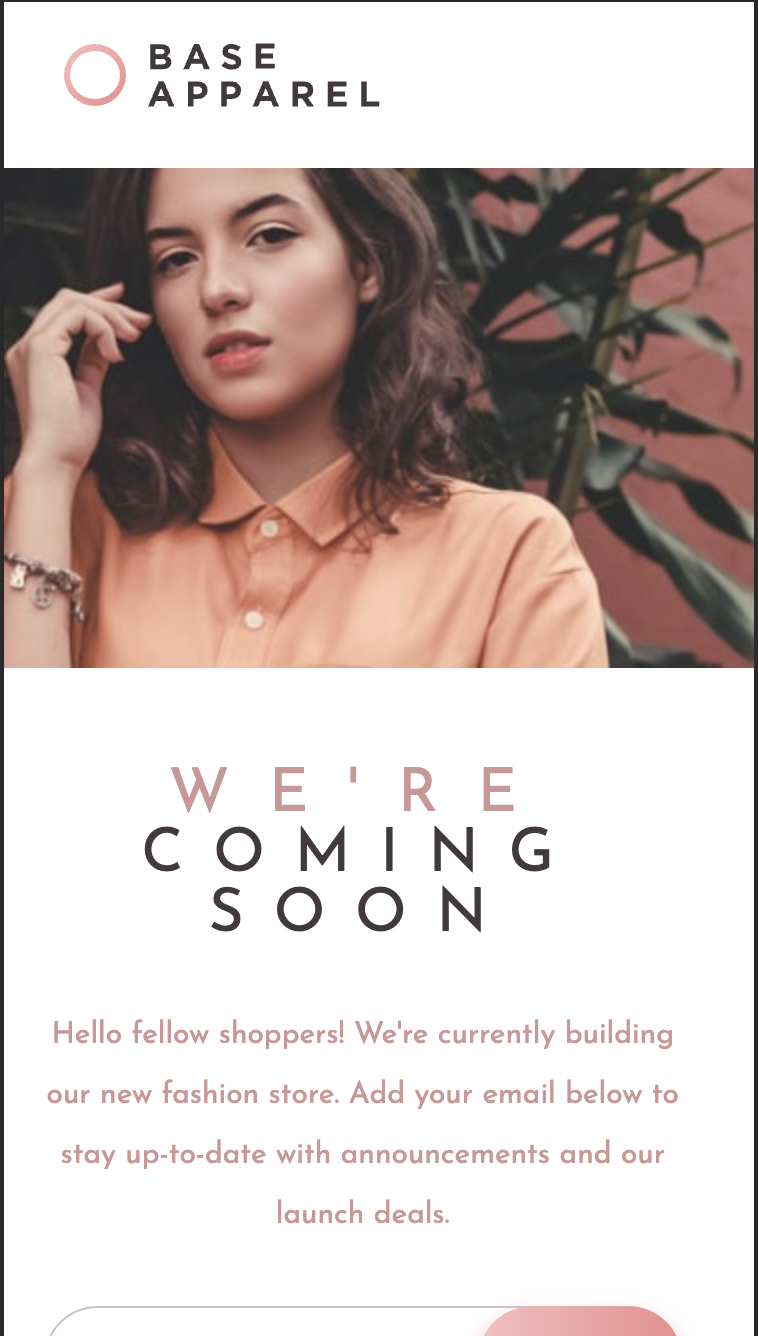 BASE
APPAREL
WE'RE
COMING
SOON
Hello fellow shoppers! We're currently building
our new fashion store. Add your email below to
stay up-to-date with announcements and our
launch deals.